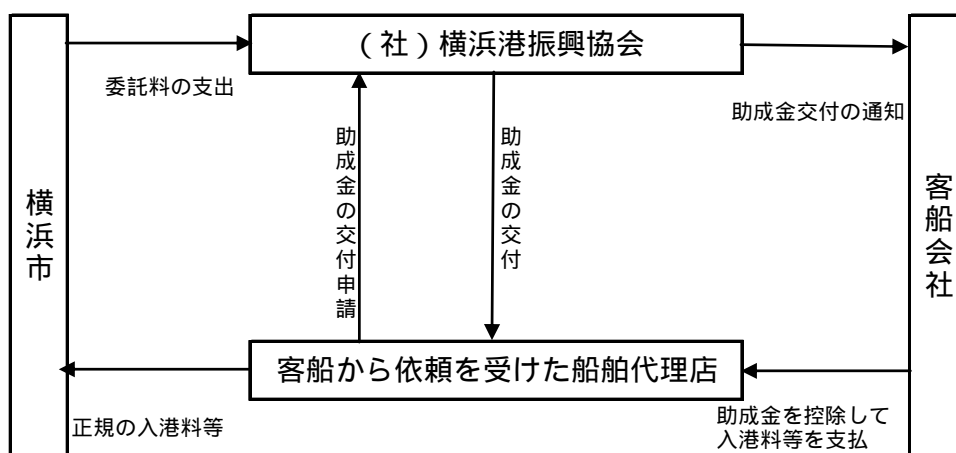 （社）横浜港振興協会
委託料の支出
助成金交付の通知
助成金の交付申請
助成金の交付
横浜市
客船会社
客船から依頼を受けた船舶代理店
正規の入港料等
助成金を控除して
入港料等を支払